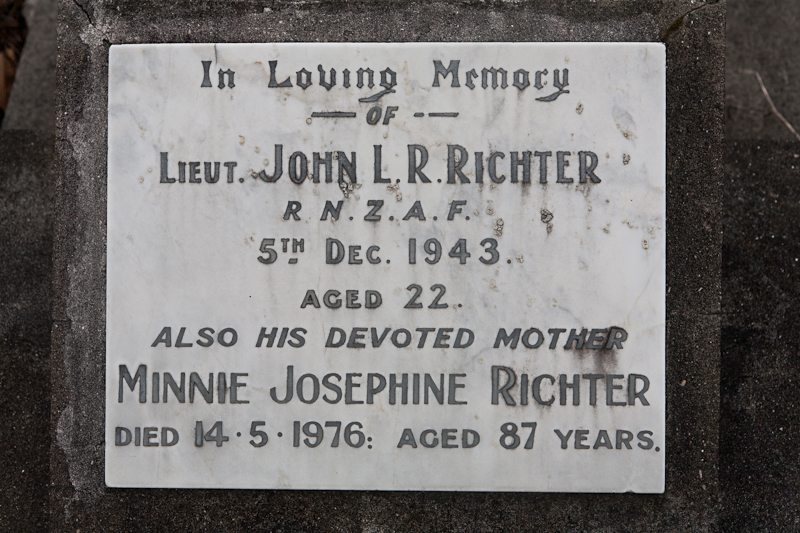 In Loving Memory
— OF —
LIEUT. JOHN L.R. RICHTER
R.N.Z.A.F.
5TH DEC. 1943.
AGED 22.
ALSO HIS DEVOTED MOTHER
MINNIE JOSEPHINE RICHTER
DIED 14·5·1976: AGED 87 YEARS.